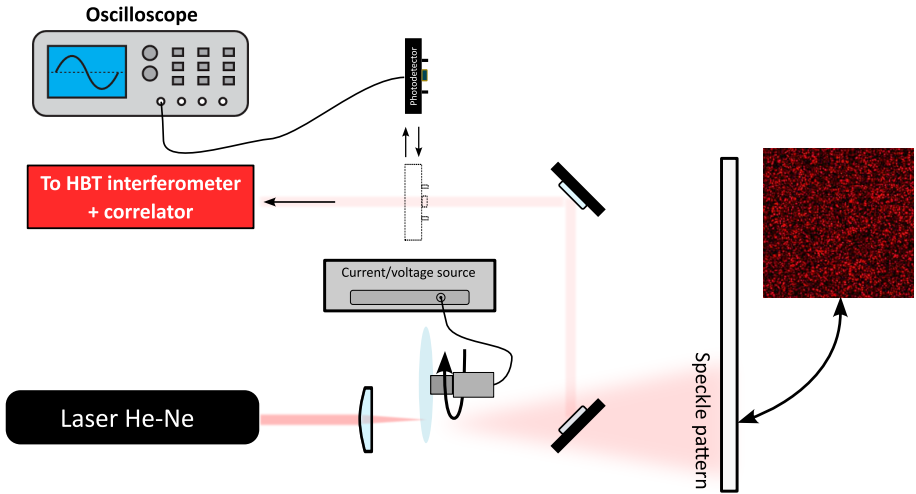 Oscilloscope
Photodetector
To HBT interferometer
+ correlator
Current/voltage source
Laser He-Ne
Speckle pattern